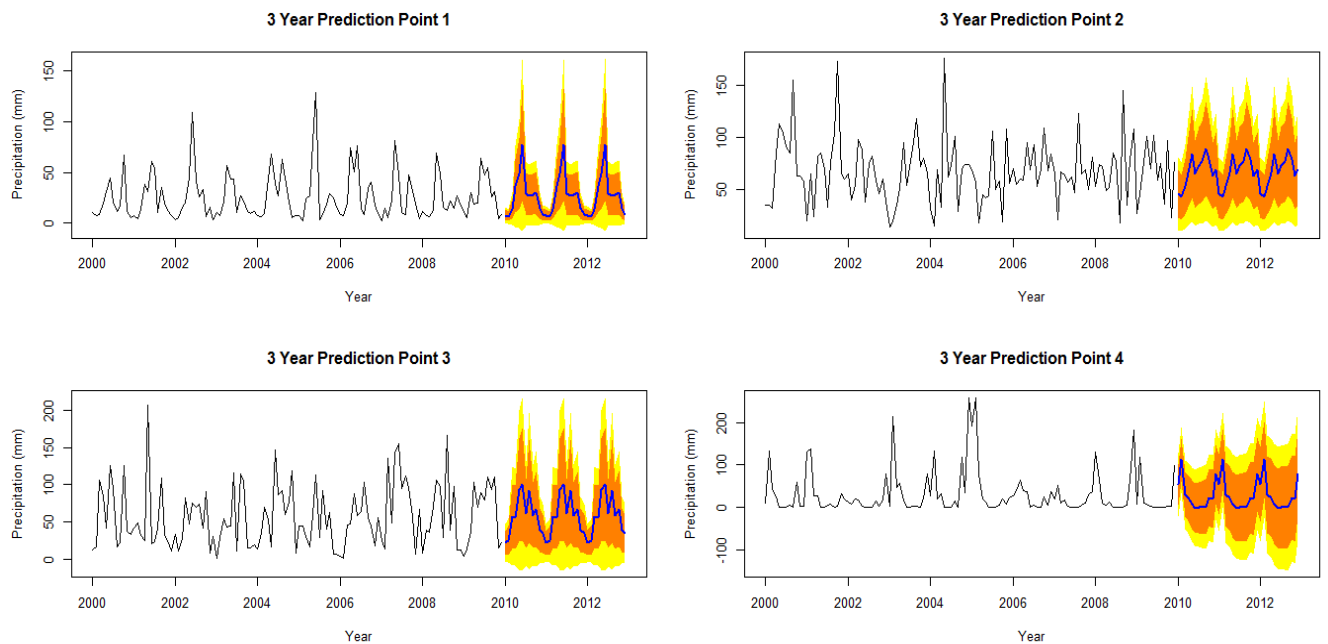 3 Year Prediction Point 1
Precipitation (mm)
150
100
50
0
2000 2002 2004 2006 2008 2010 2012
Year
3 Year Prediction Point 2
Precipitation (mm)
150
100
50
2000 2002 2004 2006 2008 2010 2012
Year
3 Year Prediction Point 3
Precipitation (mm)
200
150
100
50
0
2000 2002 2004 2006 2008 2010 2012
Year
3 Year Prediction Point 4
Precipitation (mm)
200
100
0
-100
2000 2002 2004 2006 2008 2010 2012
Year